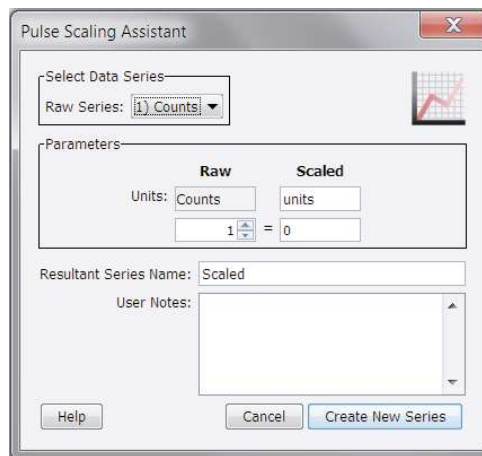 Pulse Scaling Assistant
Select Data Series
Raw Series: 1) Counts
Parameters
Raw Scaled
Units: Counts units
1 = 0
Resultant Series Name: Scaled
User Notes:
Help Cancel Create New Series